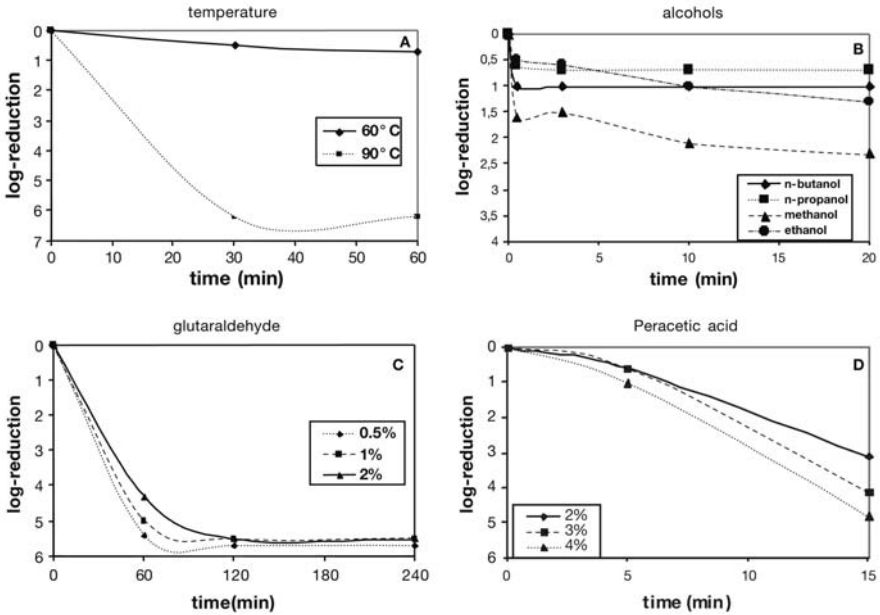 temperature
A
log-reduction
0
1
2
3
4
5
6
7
60° C
90° C
0 10 20 30 40 50 60
time (min)
alcohols
B
log-reduction
0
0,5
1
1,5
2
2,5
3
3,5
4
n-butanol
n-propanol
methanol
ethanol
0 5 10 15 20
time (min)
glutaraldehyde
C
log-reduction
0
1
2
3
4
5
6
0.5%
1%
2%
0 60 120 180 240
time(min)
Peracetic acid
D
log-reduction
0
1
2
3
4
5
6
2%
3%
4%
0 5 10 15
time (min)